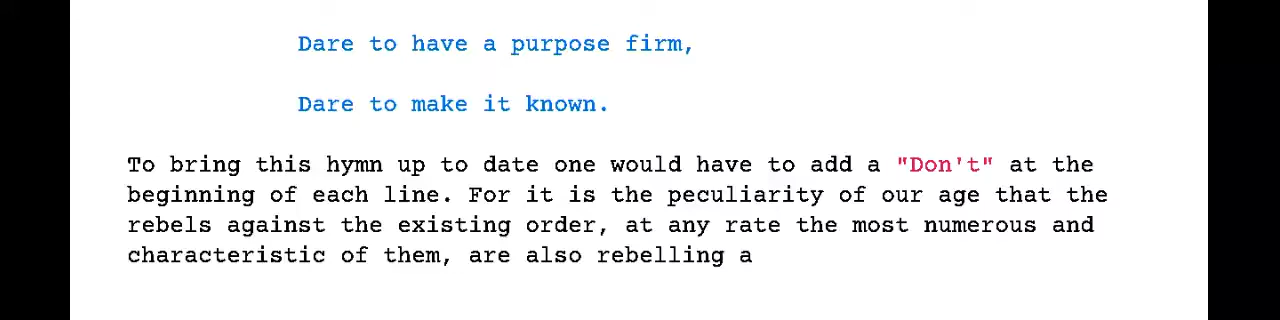 Dare to have a purpose firm,
Dare to make it known.
To bring this hymn up to date one would have to add a "Don't" at the
beginning of each line. For it is the peculiarity of our age that the
rebels against the existing order, at any rate the most numerous and
characteristic of them, are also rebelling a